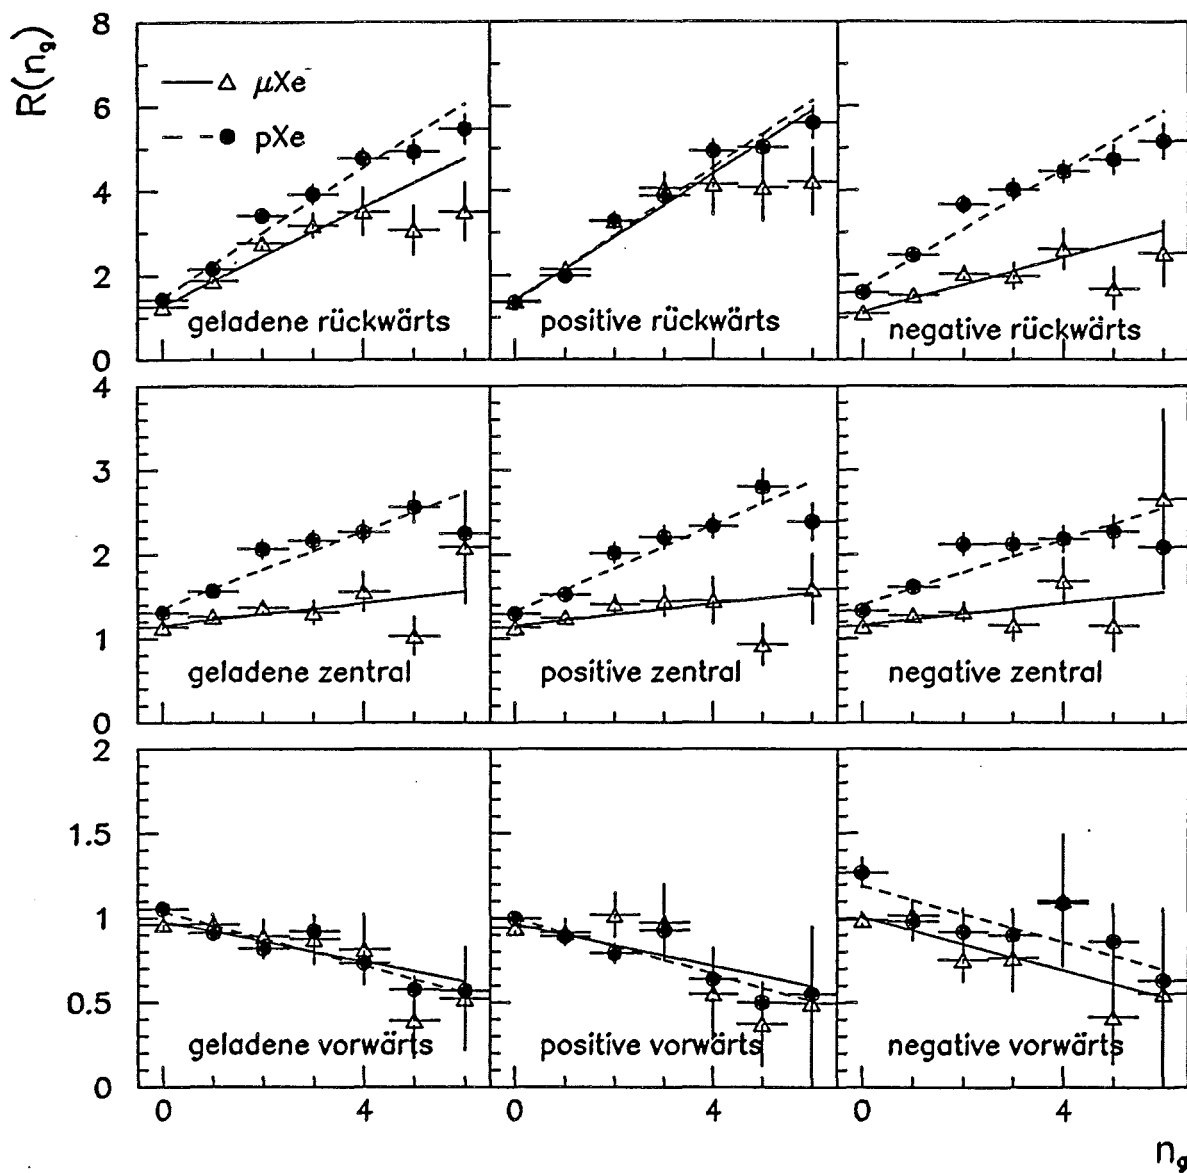 R(n_g)
8
6
4
2
0
μXe
pXe
geladene rückwärts
positive rückwärts
negative rückwärts
4
3
2
1
0
geladene zentral
positive zentral
negative zentral
2
1.5
1
0.5
0
geladene vorwärts
positive vorwärts
negative vorwärts
0 4 0 4 0 4
n_g